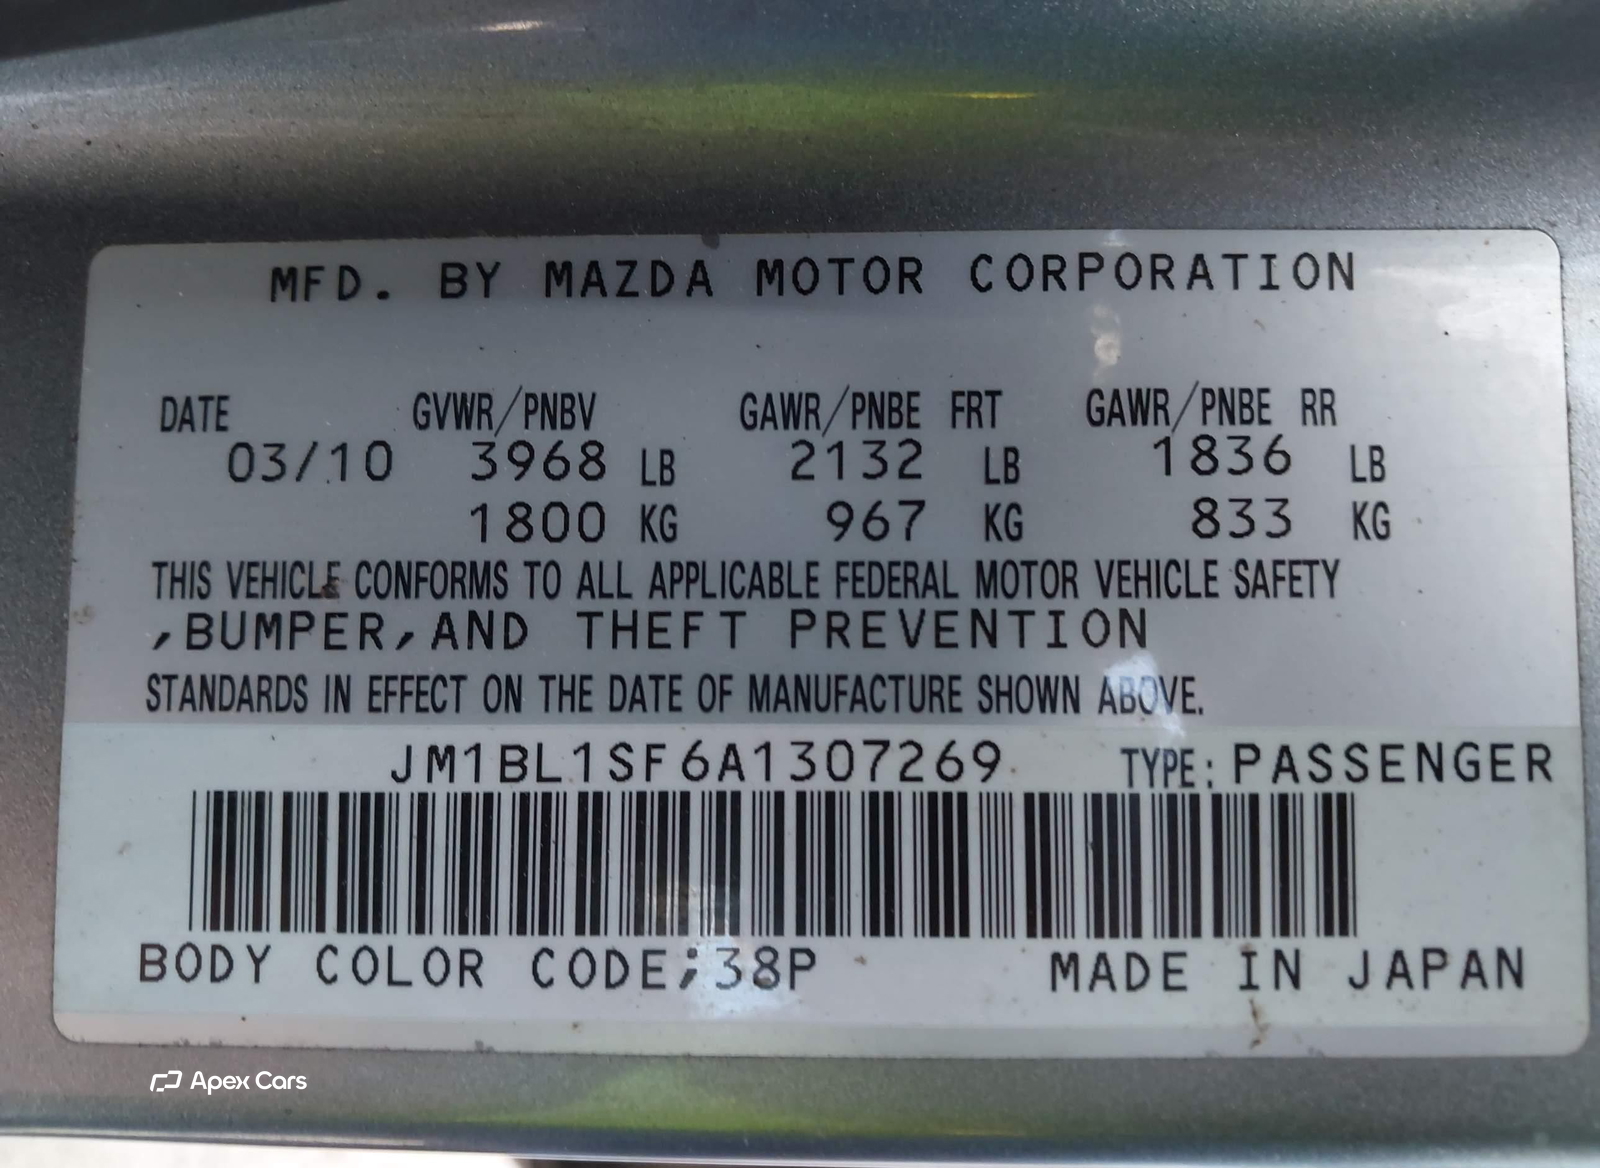 MFD. BY MAZDA MOTOR CORPORATION
DATE GVWR/PNBV GAWR/PNBE FRT GAWR/PNBE RR
03/10 3968 LB 2132 LB 1836 LB
1800 KG 967 KG 833 KG
THIS VEHICLE CONFORMS TO ALL APPLICABLE FEDERAL MOTOR VEHICLE SAFETY
,BUMPER,AND THEFT PREVENTION
STANDARDS IN EFFECT ON THE DATE OF MANUFACTURE SHOWN ABOVE.
JM1BL1SF6A1307269 TYPE: PASSENGER
BODY COLOR CODE;38P MADE IN JAPAN
Apex Cars